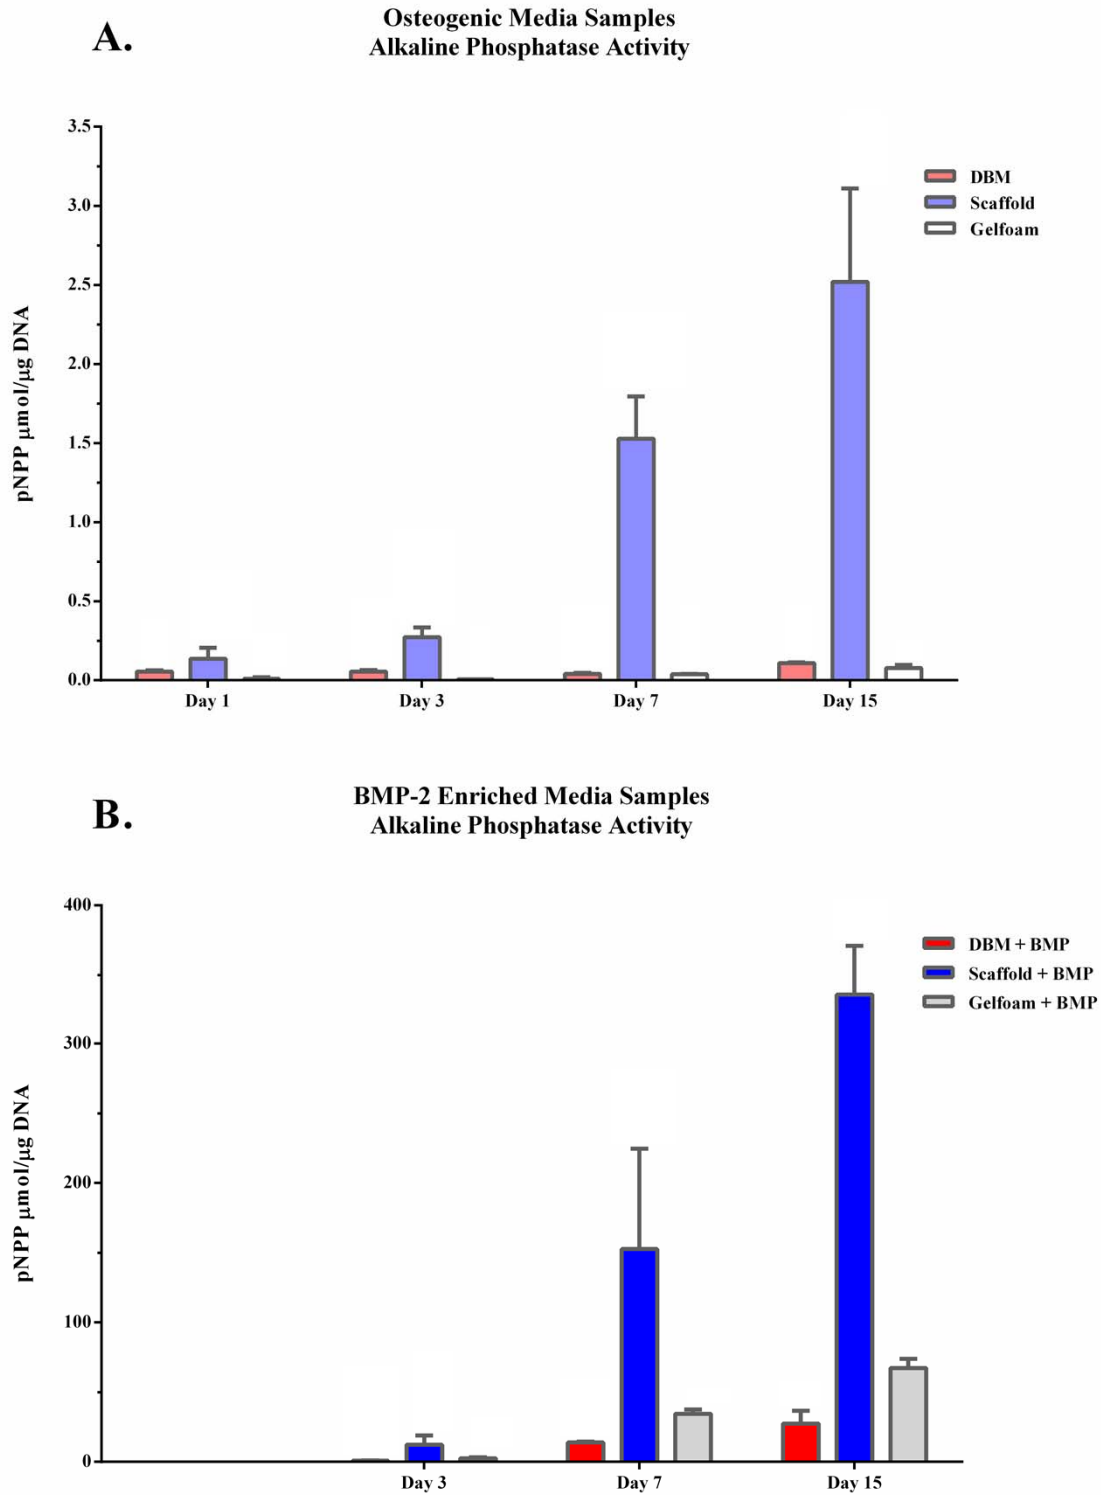 A.
Osteogenic Media Samples
Alkaline Phosphatase Activity
3.5
3.0
2.5
2.0
1.5
1.0
0.5
0.0
pNPP µmol/µg DNA
DBM
Scaffold
Gelfoam
Day 1
Day 3
Day 7
Day 15
B.
BMP-2 Enriched Media Samples
Alkaline Phosphatase Activity
400
300
200
100
0
pNPP µmol/µg DNA
DBM + BMP
Scaffold + BMP
Gelfoam + BMP
Day 3
Day 7
Day 15